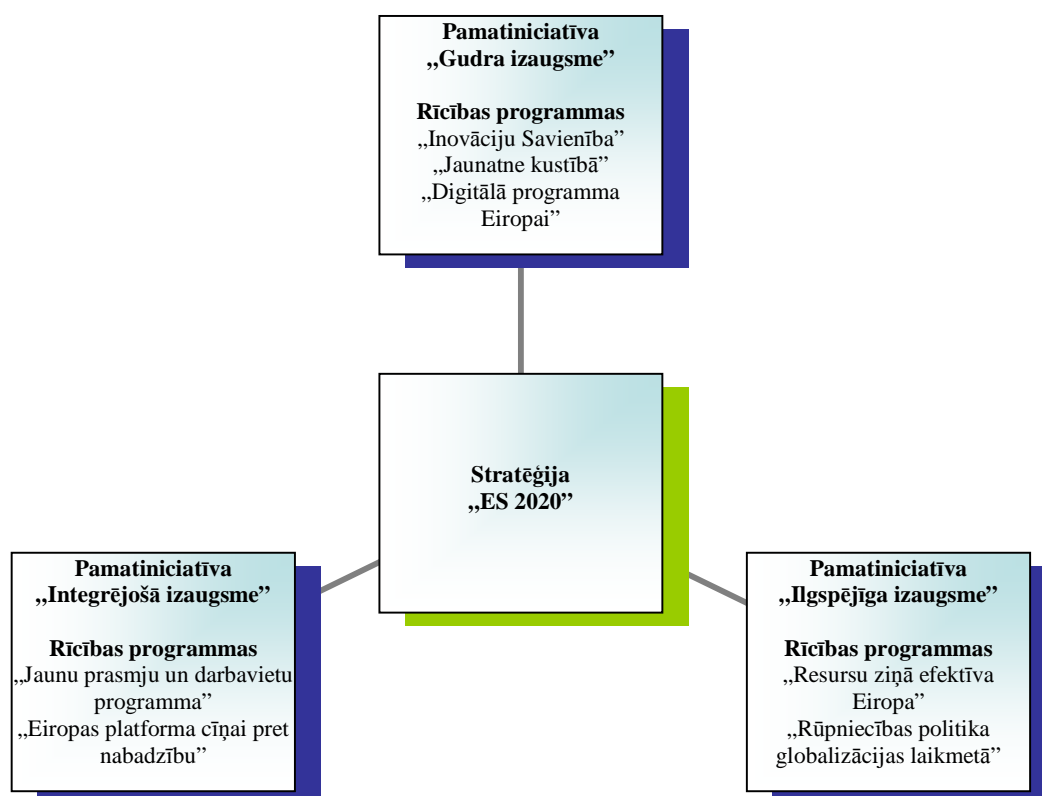 Pamatiniciatīva
„Gudra izaugsme”
Rīcības programmas
„Inovāciju Savienība”
„Jaunatne kustībā”
„Digitālā programma
Eiropai”
Stratēģija
„ES 2020”
Pamatiniciatīva
„Integrējošā izaugsme”
Rīcības programmas
„Jaunu prasmju un darbavietu
programma”
„Eiropas platforma cīņai pret
nabadzību”
Pamatiniciatīva
„Ilgspējīga izaugsme”
Rīcības programmas
„Resursu ziņā efektīva
Eiropa”
„Rūpniecības politika
globalizācijas laikmetā”